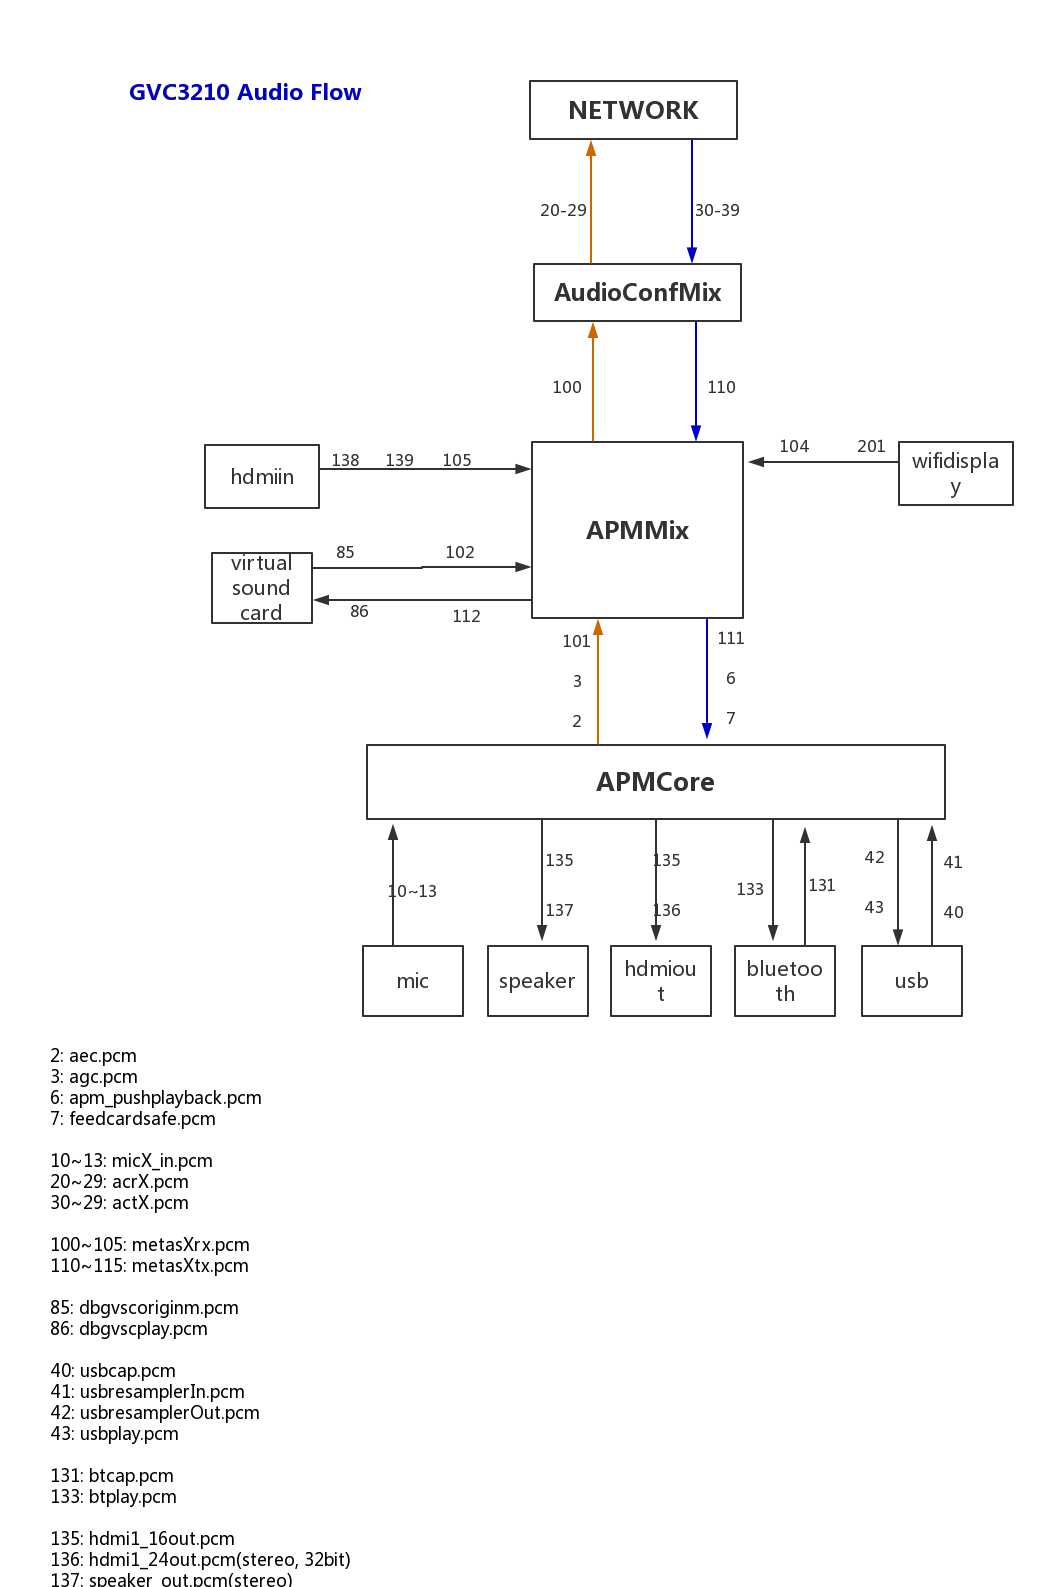 GVC3210 Audio Flow
NETWORK
20-29
30-39
AudioConfMix
100
110
hdmiin
138
139
105
104
201
wifidispla
y
APMMix
virtual
sound
card
85
102
86
112
101
3
2
111
6
7
APMCore
10~13
135
137
135
136
133
131
42
43
41
40
mic
speaker
hdmiou
t
bluetoo
th
usb
2: aec.pcm
3: agc.pcm
6: apm_pushplayback.pcm
7: feedcardsafe.pcm
10~13: micX_in.pcm
20~29: acrX.pcm
30~29: actX.pcm
100~105: metasXrx.pcm
110~115: metasXtx.pcm
85: dbgvscoriginm.pcm
86: dbgvscplay.pcm
40: usbcap.pcm
41: usbresamplerIn.pcm
42: usbresamplerOut.pcm
43: usbplay.pcm
131: btcap.pcm
133: btplay.pcm
135: hdmi1_16out.pcm
136: hdmi1_24out.pcm(stereo, 32bit)
137: speaker_out.pcm(stereo)